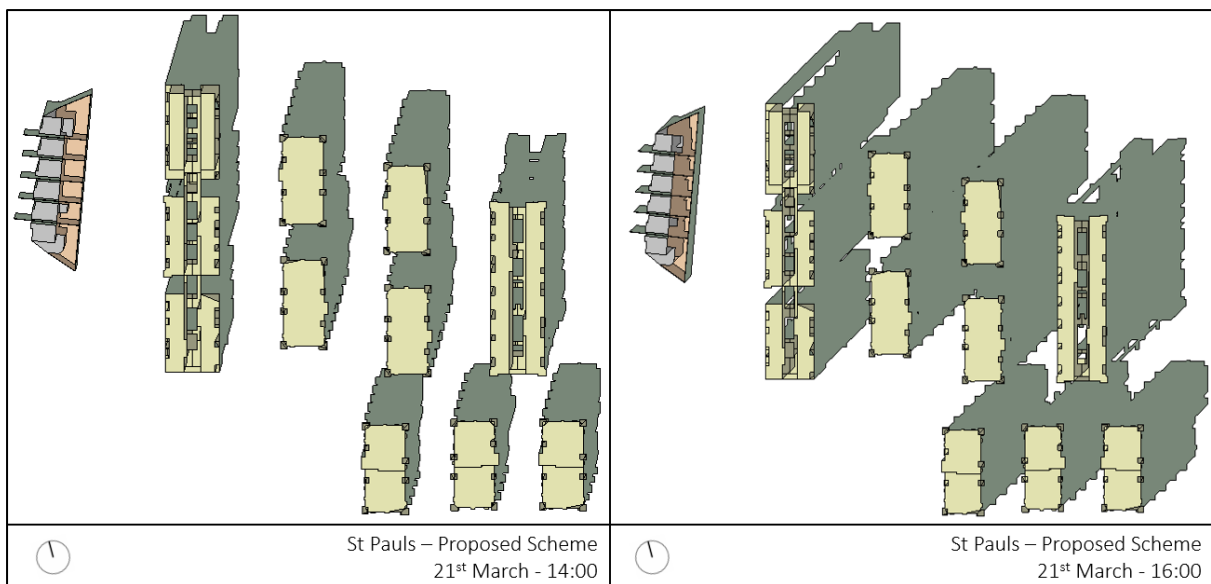 St Pauls – Proposed Scheme
21st March - 14:00
St Pauls – Proposed Scheme
21st March - 16:00